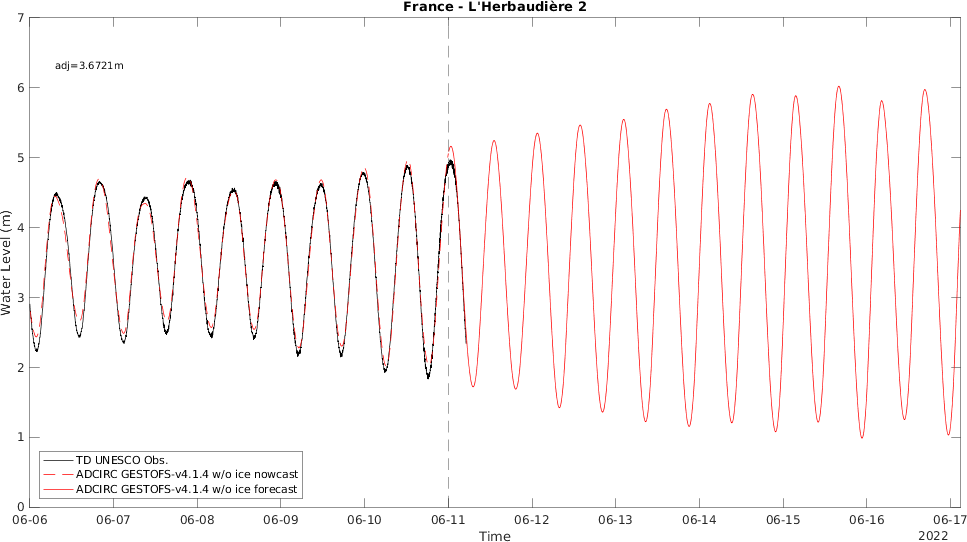 France - L'Herbaudière 2
adj=3.6721m
7
6
5
4
3
2
1
0
Water Level (m)
TD UNESCO Obs.
ADCIRC GESTOFS-v4.1.4 w/o ice nowcast
ADCIRC GESTOFS-v4.1.4 w/o ice forecast
06-06 06-07 06-08 06-09 06-10 06-11 06-12 06-13 06-14 06-15 06-16 06-17
Time
2022